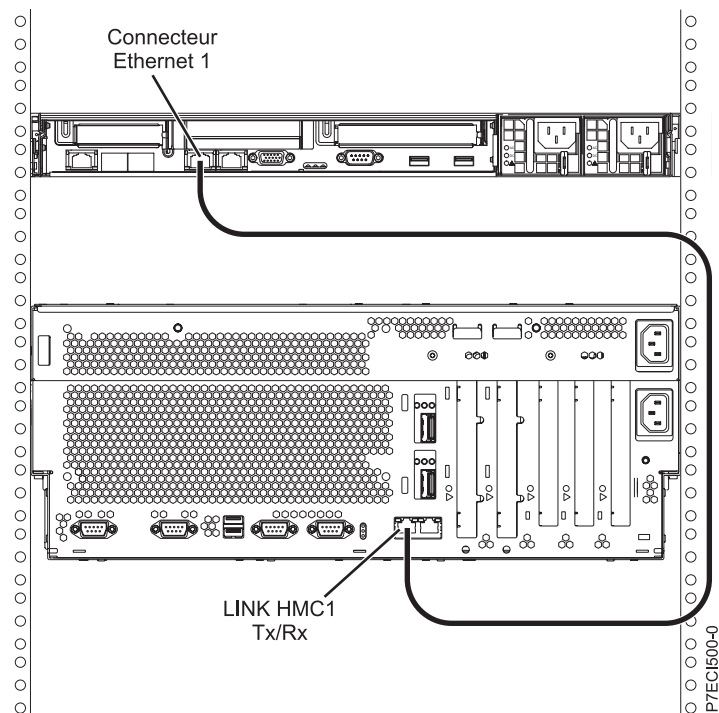 Connecteur
Ethernet 1
LINK HMC1
Tx/Rx
P7ECI500-0